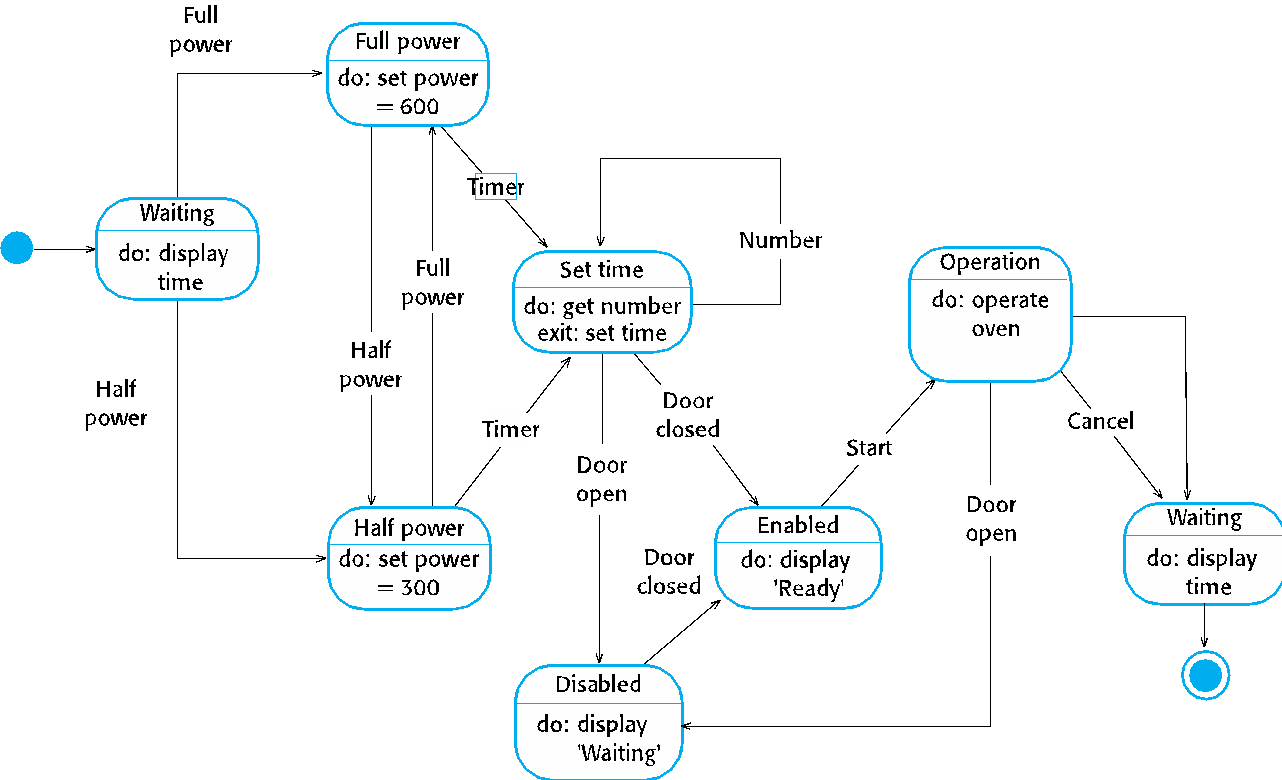 Full
power
Full power
do: set power
= 600
Timer
Waiting
do: display
time
Number
Full
power
Set time
do: get number
exit: set time
Operation
do: operate
oven
Half
power
Half
power
Timer
Door
closed
Door
open
Start
Cancel
Door
open
Half power
do: set power
= 300
Enabled
do: display
'Ready'
Door
closed
Waiting
do: display
time
Disabled
do: display
'Waiting'